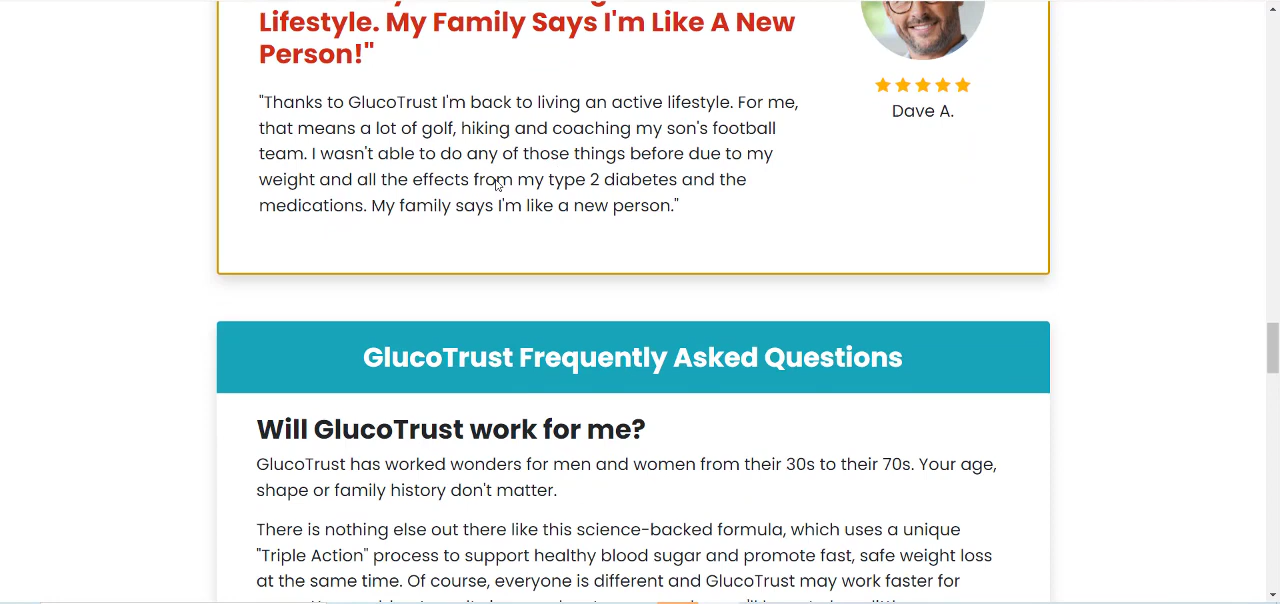 Lifestyle. My Family Says I'm Like A New
Person!"
"Thanks to GlucoTrust I'm back to living an active lifestyle. For me,
that means a lot of golf, hiking and coaching my son's football
team. I wasn't able to do any of those things before due to my
weight and all the effects from my type 2 diabetes and the
medications. My family says I'm like a new person."
Dave A.
GlucoTrust Frequently Asked Questions
Will GlucoTrust work for me?
GlucoTrust has worked wonders for men and women from their 30s to their 70s. Your age,
shape or family history don't matter.
There is nothing else out there like this science-backed formula, which uses a unique
"Triple Action" process to support healthy blood sugar and promote fast, safe weight loss
at the same time. Of course, everyone is different and GlucoTrust may work faster for